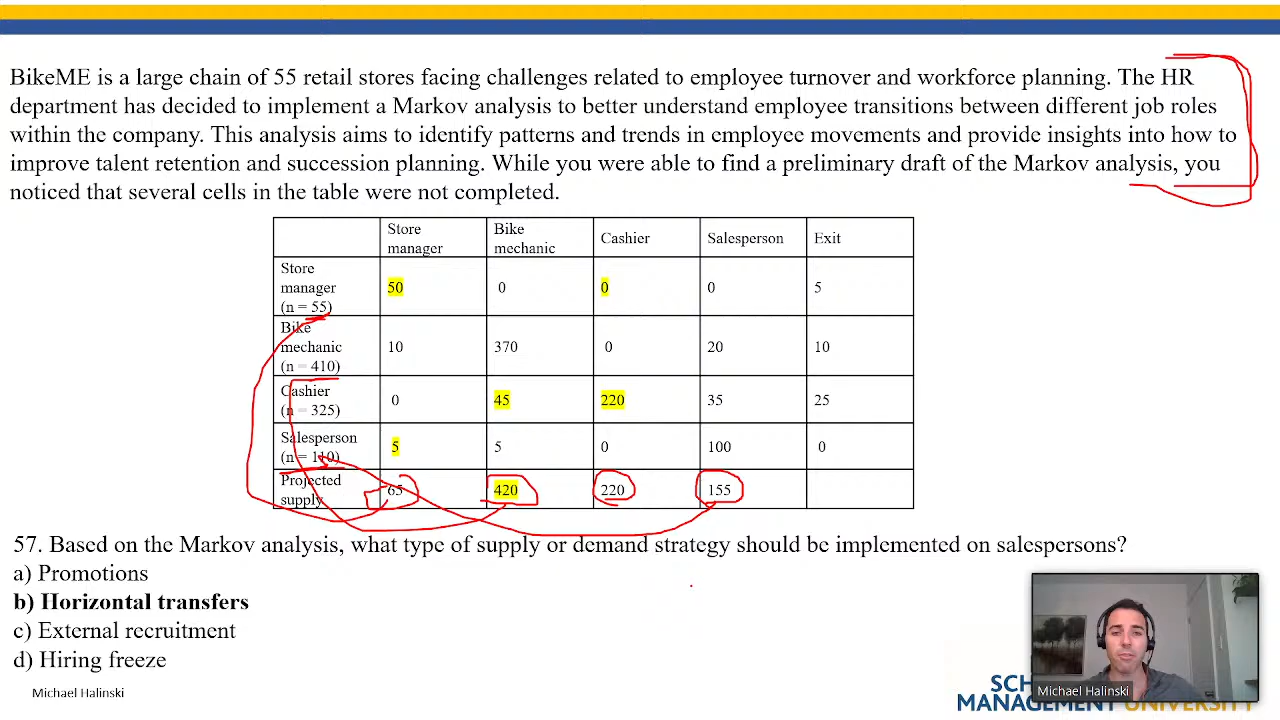 BikeME is a large chain of 55 retail stores facing challenges related to employee turnover and workforce planning. The HR
department has decided to implement a Markov analysis to better understand employee transitions between different job roles
within the company. This analysis aims to identify patterns and trends in employee movements and provide insights into how to
improve talent retention and succession planning. While you were able to find a preliminary draft of the Markov analysis, you
noticed that several cells in the table were not completed.
Store manager Bike mechanic Cashier Salesperson Exit
Store manager (n = 55) 50 0 0 0 5
Bike mechanic (n = 410) 10 370 0 20 10
Cashier (n = 325) 0 45 220 35 25
Salesperson (n = 110) 5 5 0 100 0
Projected supply 65 420 220 155
57. Based on the Markov analysis, what type of supply or demand strategy should be implemented on salespersons?
a) Promotions
b) Horizontal transfers
c) External recruitment
d) Hiring freeze
Michael Halinski
Michael Halinski
MANAGEMENT UNIVERSITY